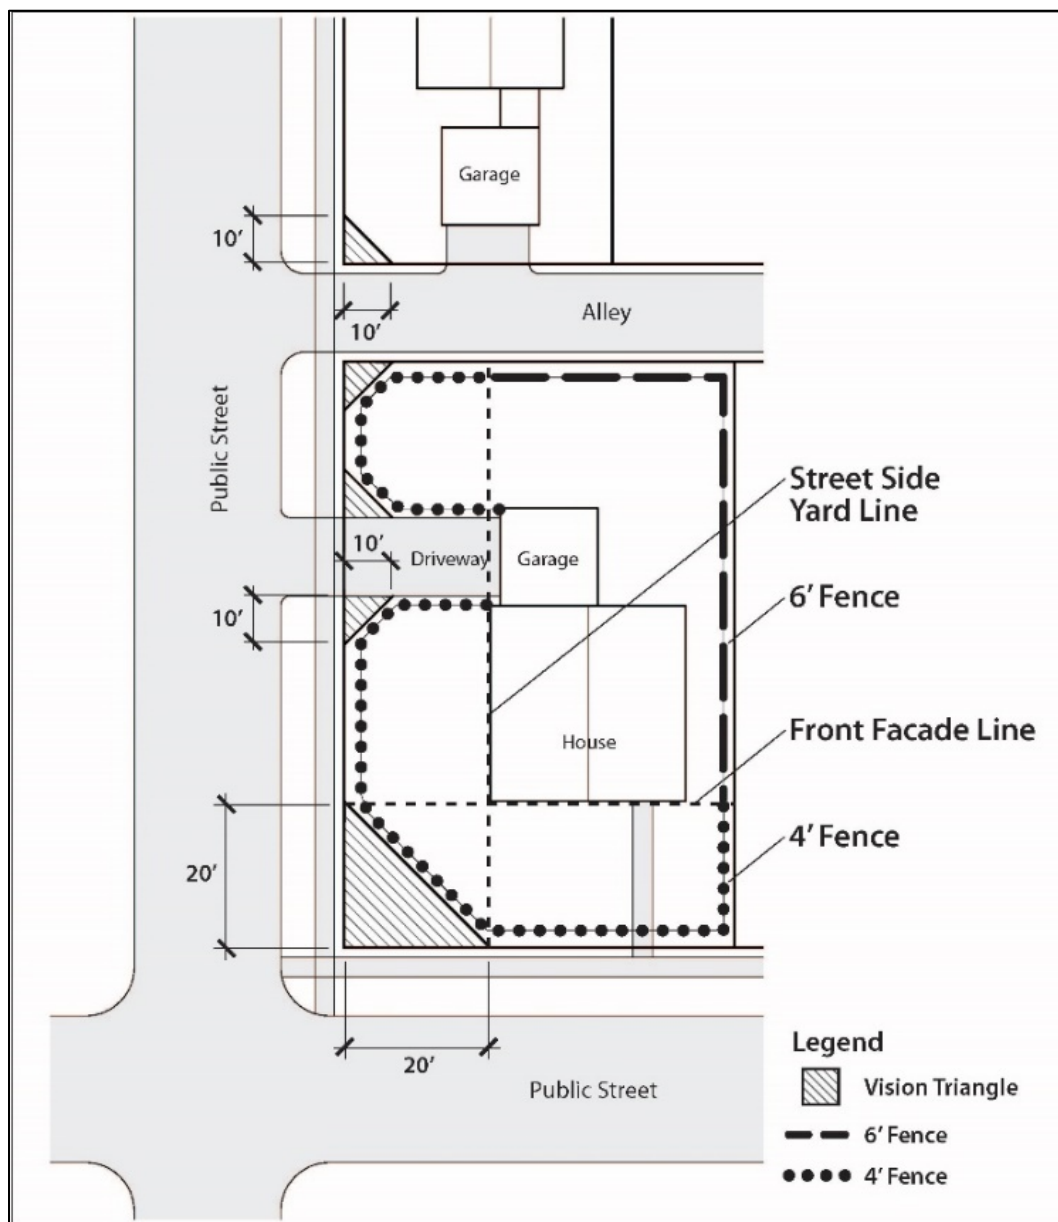 Garage
10’
Alley
10’
Public Street
Street Side
Yard Line
10’
Driveway
Garage
6’ Fence
10’
House
Front Facade Line
4’ Fence
20’
Legend
20’
Vision Triangle
Public Street
6’ Fence
4’ Fence